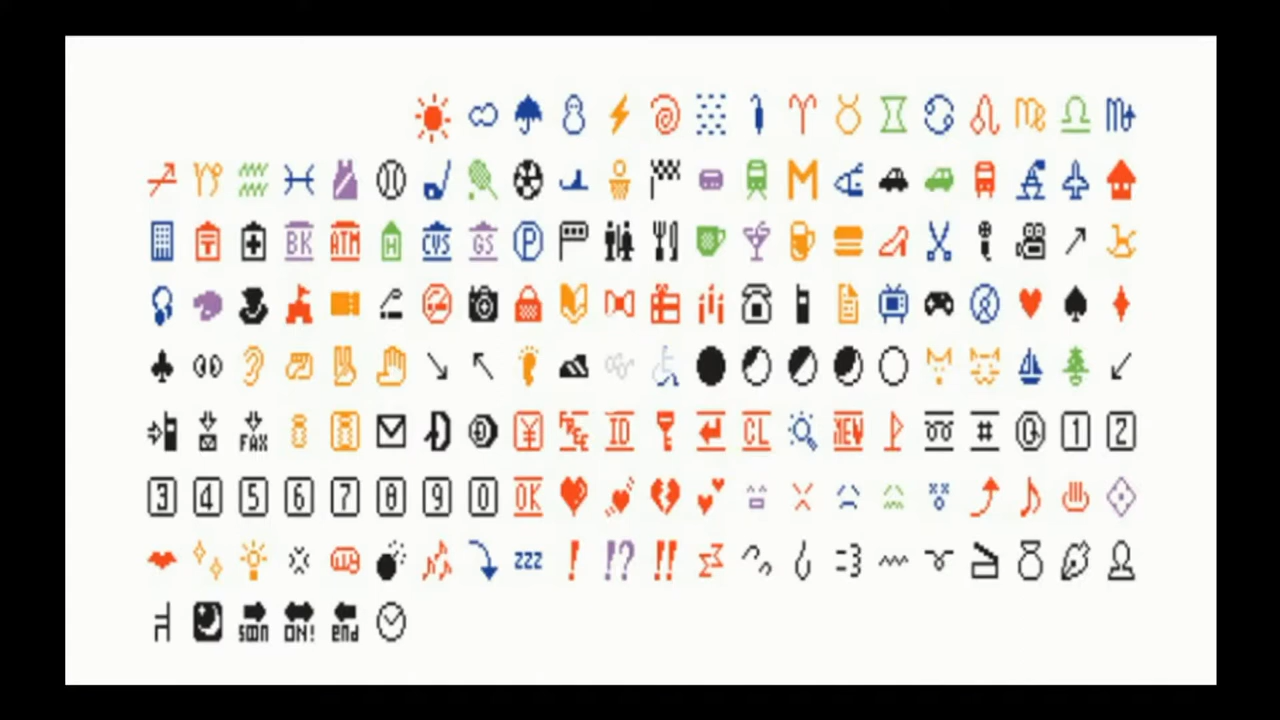 M
BK ATM H CVS GS P
FAX ¥ FREE ID CL NEW # @ 1 2
3 4 5 6 7 8 9 0 OK
zzz ! !? !!
soon ON! end